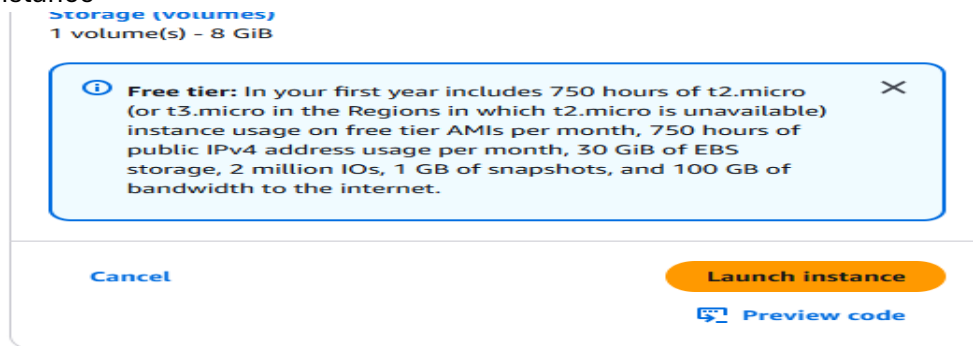 Storage (volumes)
1 volume(s) - 8 GiB
Free tier: In your first year includes 750 hours of t2.micro
(or t3.micro in the Regions in which t2.micro is unavailable)
instance usage on free tier AMIs per month, 750 hours of
public IPv4 address usage per month, 30 GiB of EBS
storage, 2 million IOs, 1 GB of snapshots, and 100 GB of
bandwidth to the internet.
Cancel
Launch instance
Preview code